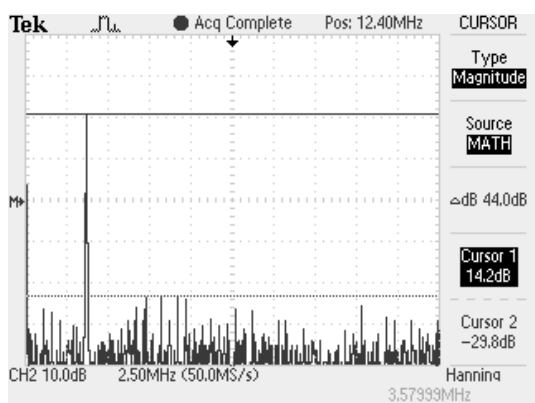 Tek Acq Complete Pos: 12.40MHz CURSOR
Type
Magnitude
Source
MATH
M
△dB 44.0dB
Cursor 1
14.2dB
Cursor 2
-29.8dB
CH2 10.0dB 2.50MHz (50.0MS/s) Hanning
3.57999MHz